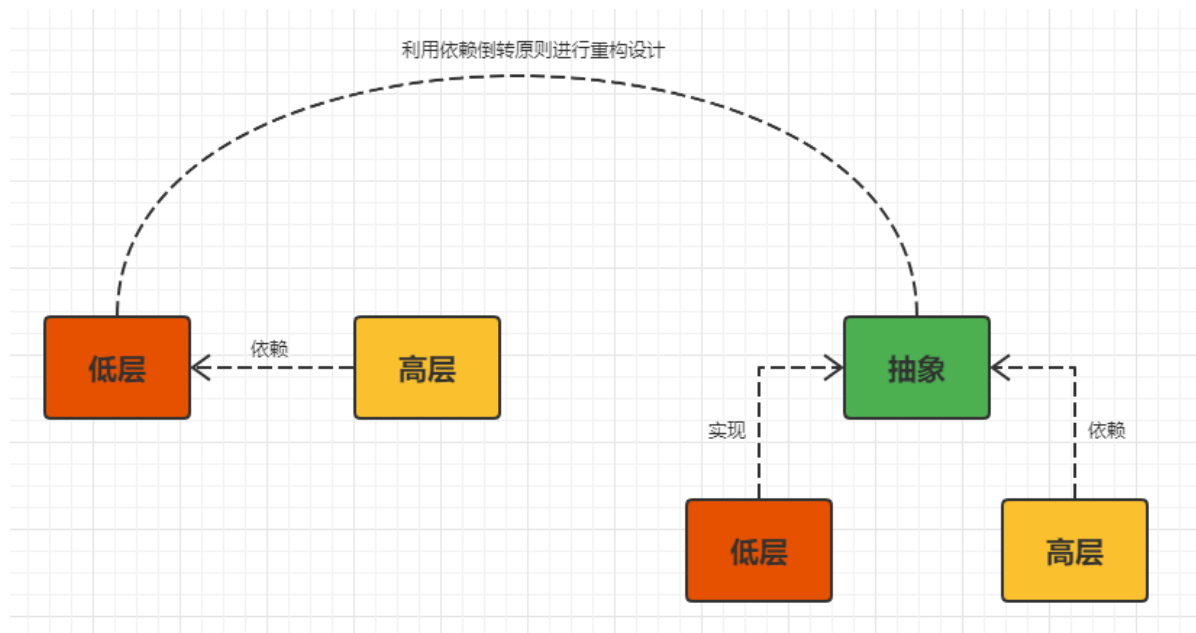 利用依赖倒转原则进行重构设计
低层
依赖
高层
抽象
实现
依赖
低层
高层